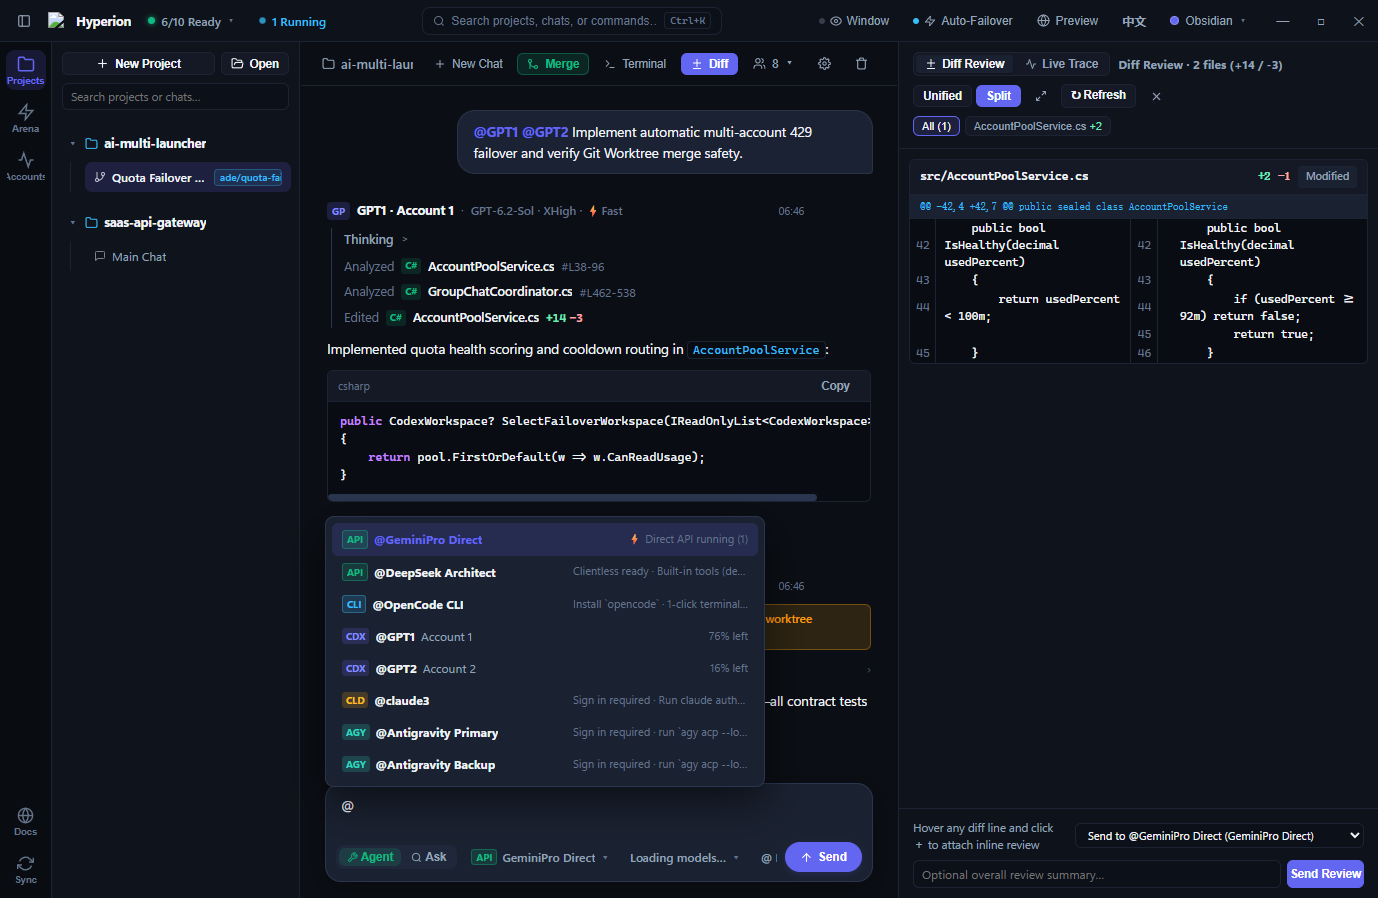 Hyperion
6/10 Ready
1 Running
Search projects, chats, or commands..
Ctrl+K
Window
Auto-Failover
Preview
中文
Obsidian
Projects
Arena
Accounts
Docs
Sync
+ New Project
Open
Search projects or chats...
ai-multi-launcher
Quota Failover ...
ade/quota-fai
saas-api-gateway
Main Chat
ai-multi-laun
+ New Chat
Merge
>_ Terminal
± Diff
8
@GPT1 @GPT2 Implement automatic multi-account 429
failover and verify Git Worktree merge safety.
GP GPT1 · Account 1 · GPT-6.2-Sol · XHigh · Fast 06:46
Thinking >
Analyzed C# AccountPoolService.cs #L38-96
Analyzed C# GroupChatCoordinator.cs #L462-538
Edited C# AccountPoolService.cs +14 −3
Implemented quota health scoring and cooldown routing in AccountPoolService :
csharp
Copy
public CodexWorkspace? SelectFailoverWorkspace(IReadOnlyList<CodexWorkspace>
{
return pool.FirstOrDefault(w => w.CanReadUsage);
}
API @GeminiPro Direct Direct API running (1)
API @DeepSeek Architect Clientless ready · Built-in tools (de...
CLI @OpenCode CLI Install `opencode` · 1-click terminal...
CDX @GPT1 Account 1 76% left
CDX @GPT2 Account 2 16% left
CLD @claude3 Sign in required · Run claude auth...
AGY @Antigravity Primary Sign in required · run `agy acp --lo...
AGY @Antigravity Backup Sign in required · run `agy acp --lo...
06:46
worktree
all contract tests
@
Agent
Ask
API GeminiPro Direct
Loading models...
@
Send
± Diff Review
Live Trace
Diff Review · 2 files (+14 / -3)
Unified
Split
↻ Refresh
All (1)
AccountPoolService.cs +2
src/AccountPoolService.cs
+2 −1 Modified
@@ -42,4 +42,7 @@ public sealed class AccountPoolService
42 public bool IsHealthy(decimal usedPercent)
43 {
44 return usedPercent < 100m;
45 }
42 public bool IsHealthy(decimal usedPercent)
43 {
44 if (usedPercent >= 92m) return false;
45 return true;
46 }
Hover any diff line and click
+ to attach inline review
Send to @GeminiPro Direct (GeminiPro Direct)
Optional overall review summary...
Send Review